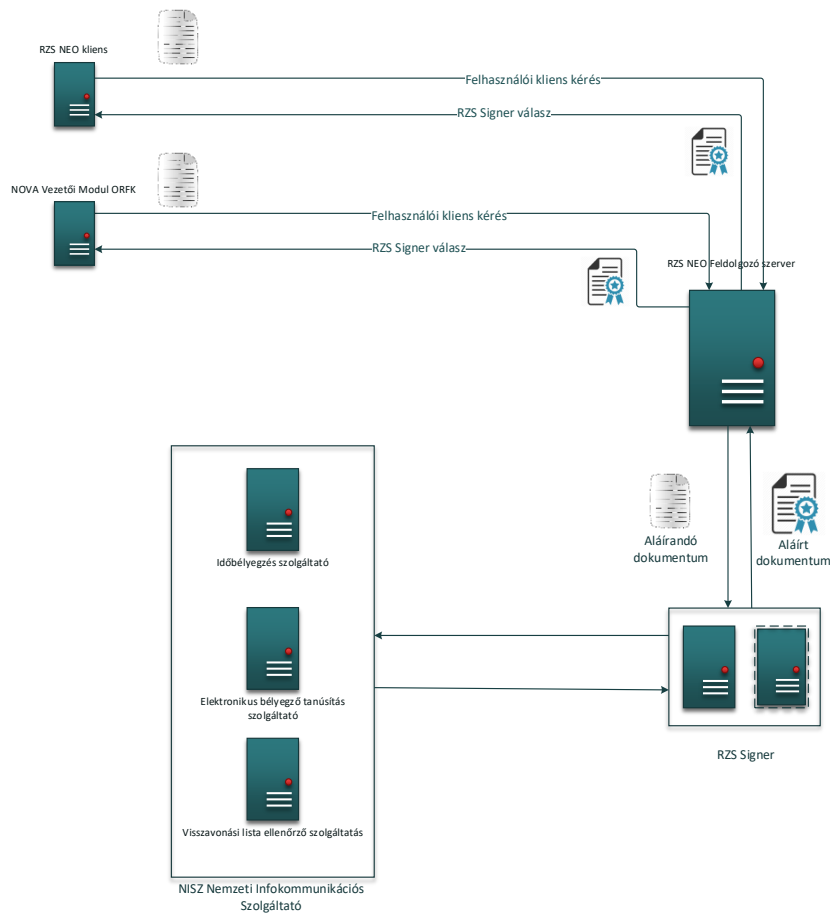 RZS NEO kliens
Felhasználói kliens kérés
RZS Signer válasz
NOVA Vezetői Modul ORFK
Felhasználói kliens kérés
RZS Signer válasz
RZS NEO Feldolgozó szerver
Aláírandó
dokumentum
Aláírt
dokumentum
Időbélyegzés szolgáltató
Elektronikus bélyegző tanúsítás
szolgáltató
Visszavonási lista ellenőrző szolgáltatás
RZS Signer
NISZ Nemzeti Infokommunikációs
Szolgáltató